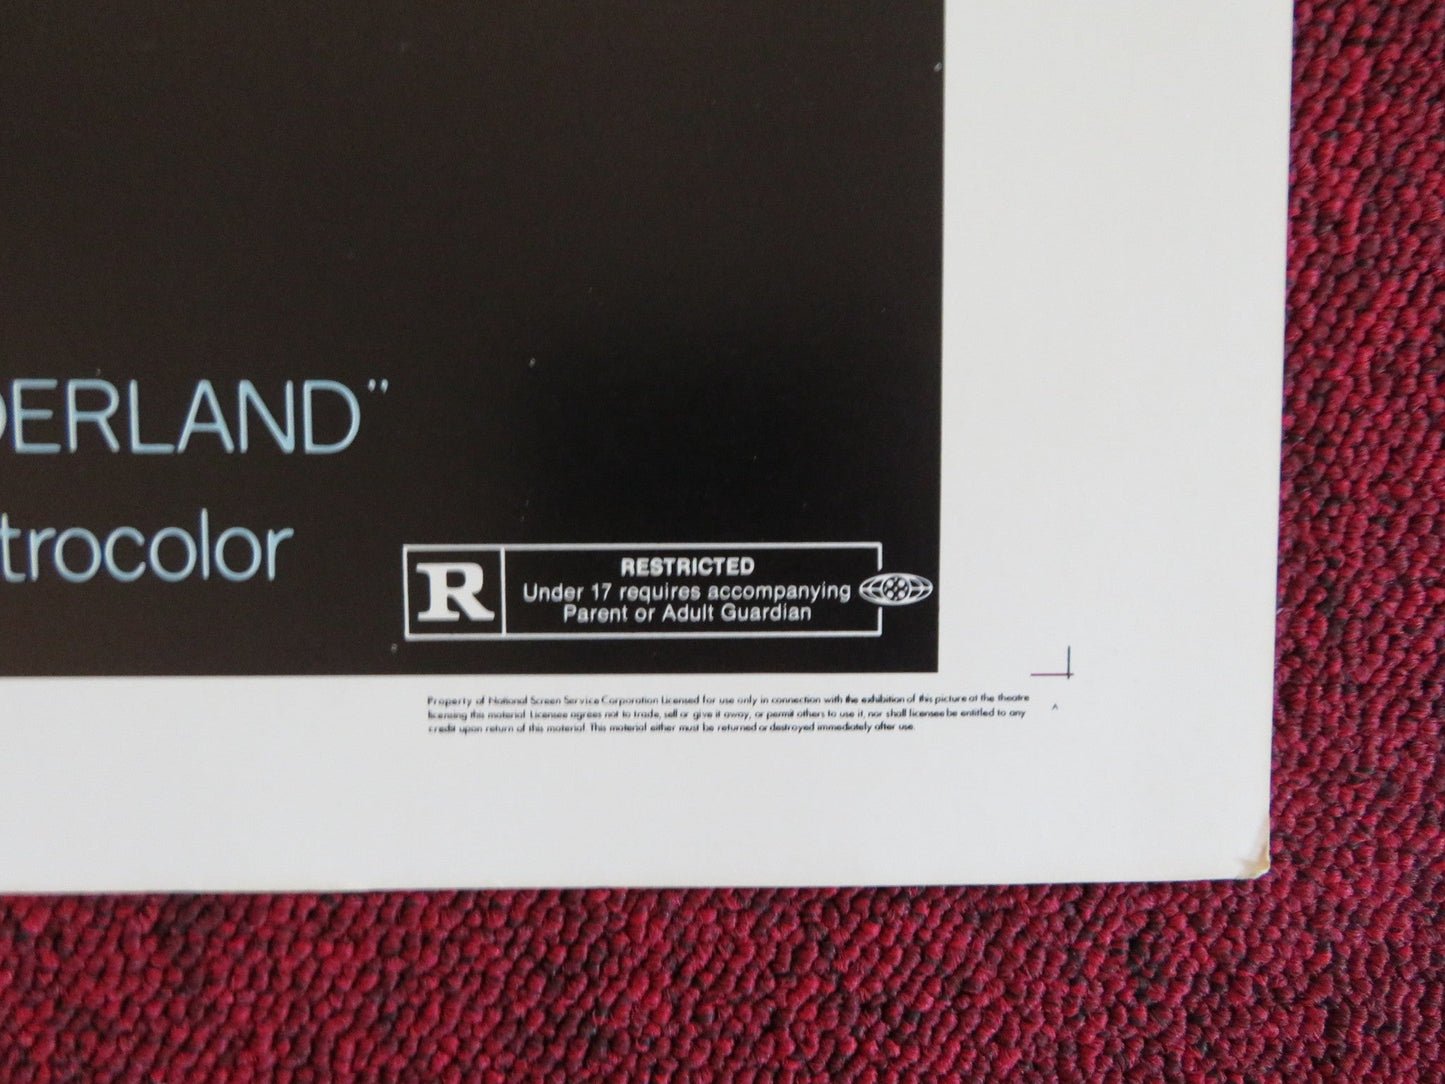 DERLAND”
trocolor
R
RESTRICTED
Under 17 requires accompanying
Parent or Adult Guardian
Property of National Screen Service Corporation Licensed for use only in connection with the exhibition of this picture at the theatre
licensing this material Licensee agrees not to trade, sell or give it away, or permit others to use it, nor shall licensee be entitled to any
credit upon return of this material This material either must be returned or destroyed immediately after use.
A